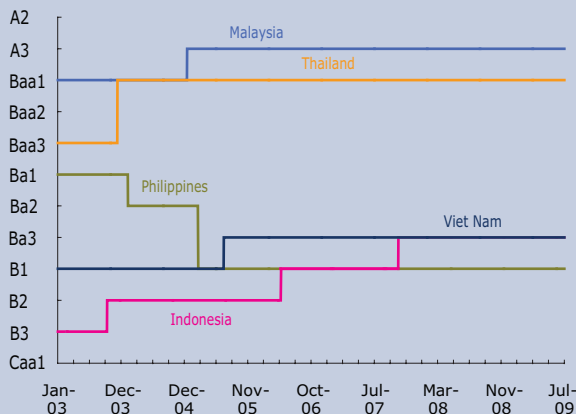 A2
A3
Baa1
Baa2
Baa3
Ba1
Ba2
Ba3
B1
B2
B3
Caa1
Malaysia
Thailand
Philippines
Viet Nam
Indonesia
Jan- Dec- Dec- Nov- Oct- Jul- Mar- Nov- Jul-
03 03 04 05 06 07 08 08 09